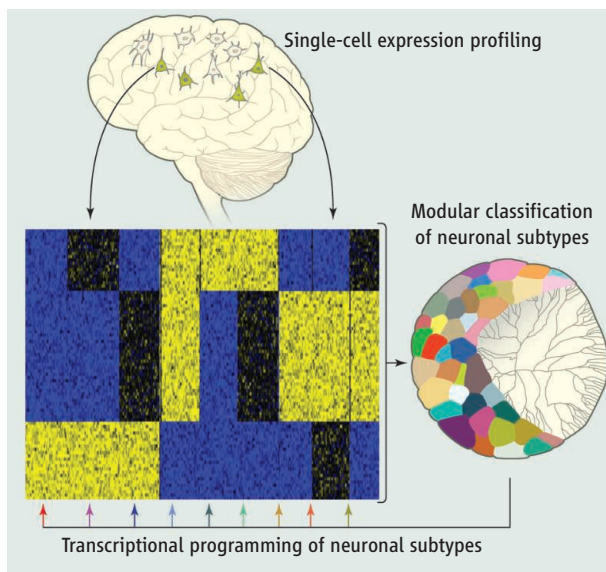 Single-cell expression profiling
Modular classification
of neuronal subtypes
Transcriptional programming of neuronal subtypes